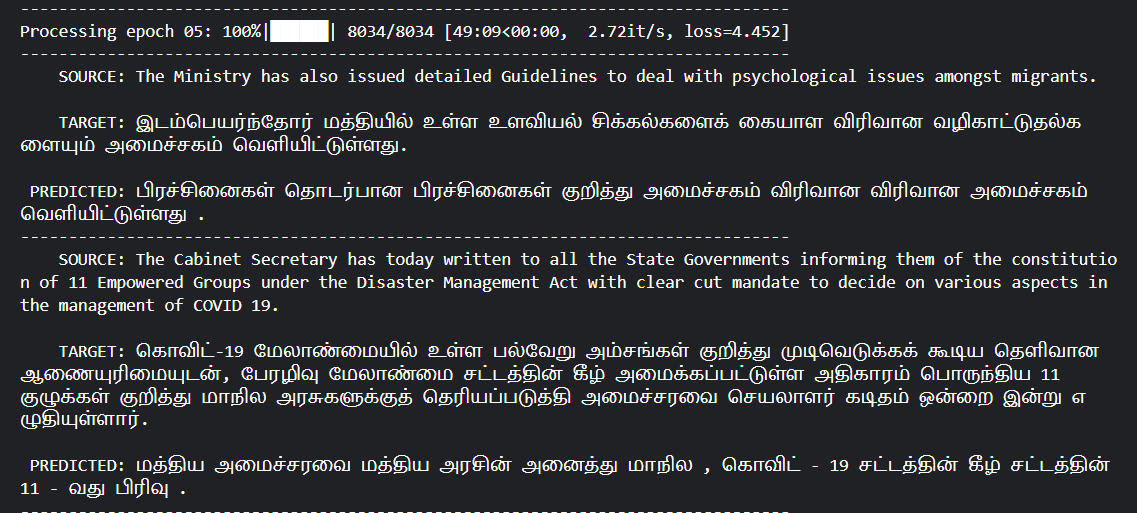 --------------------------------------------------------------------------------
Processing epoch 05: 100%|██████| 8034/8034 [49:09<00:00,  2.72it/s, loss=4.452]
--------------------------------------------------------------------------------
SOURCE: The Ministry has also issued detailed Guidelines to deal with psychological issues amongst migrants.
TARGET: இடம்பெயர்ந்தோர் மத்தியில் உள்ள உளவியல் சிக்கல்களைக் கையாள விரிவான வழிகாட்டுதல்க
ளையும் அமைச்சகம் வெளியிட்டுள்ளது.
PREDICTED: பிரச்சினைகள் தொடர்பான பிரச்சினைகள் குறித்து அமைச்சகம் விரிவான விரிவான அமைச்சகம்
வெளியிட்டுள்ளது .
--------------------------------------------------------------------------------
SOURCE: The Cabinet Secretary has today written to all the State Governments informing them of the constitutio
n of 11 Empowered Groups under the Disaster Management Act with clear cut mandate to decide on various aspects in
the management of COVID 19.
TARGET: கொவிட்-19 மேலாண்மையில் உள்ள பல்வேறு அம்சங்கள் குறித்து முடிவெடுக்கக் கூடிய தெளிவான
ஆணையுரிமையுடன், பேரழிவு மேலாண்மை சட்டத்தின் கீழ் அமைக்கப்பட்டுள்ள அதிகாரம் பொருந்திய 11
குழுக்கள் குறித்து மாநில அரசுகளுக்குத் தெரியப்படுத்தி அமைச்சரவை செயலாளர் கடிதம் ஒன்றை இன்று எ
ழுதியுள்ளார்.
PREDICTED: மத்திய அமைச்சரவை மத்திய அரசின் அனைத்து மாநில , கொவிட் - 19 சட்டத்தின் கீழ் சட்டத்தின்
11 - வது பிரிவு .
--------------------------------------------------------------------------------